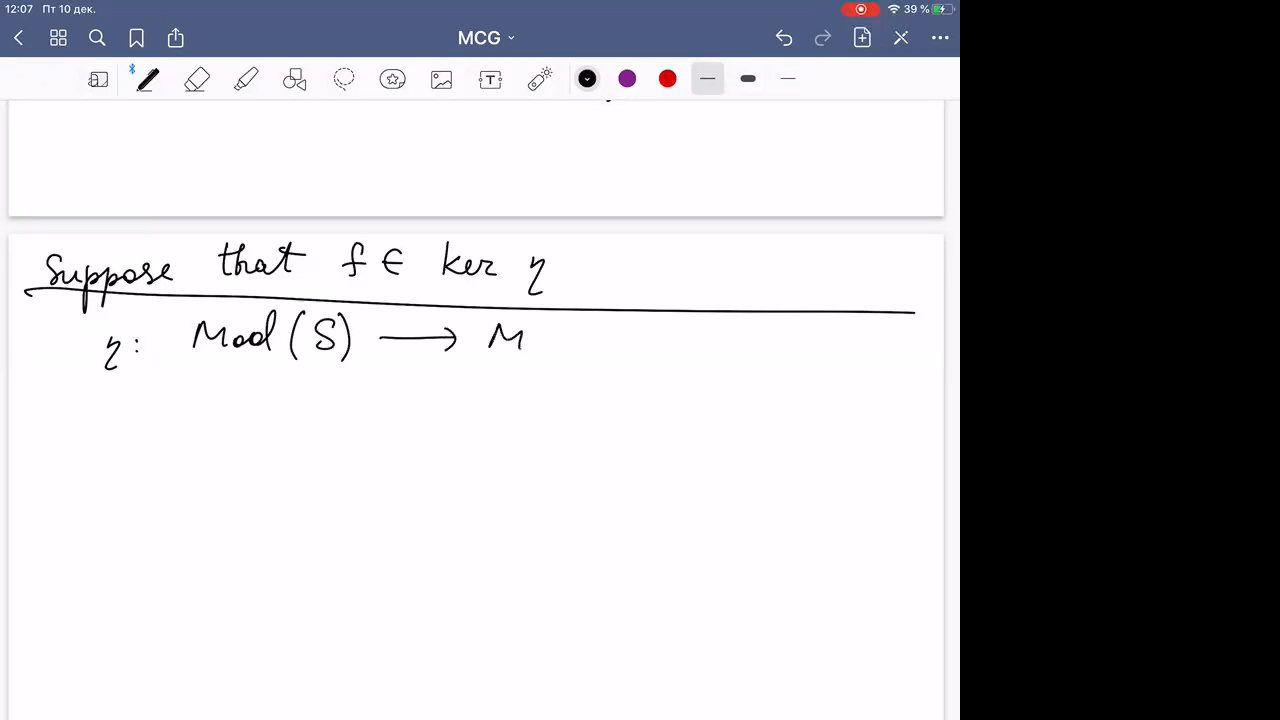 12:07 Пт 10 дек. 39 %
MCG
T
Suppose that f ∈ ker η
η: Mod(S) ⟶ M